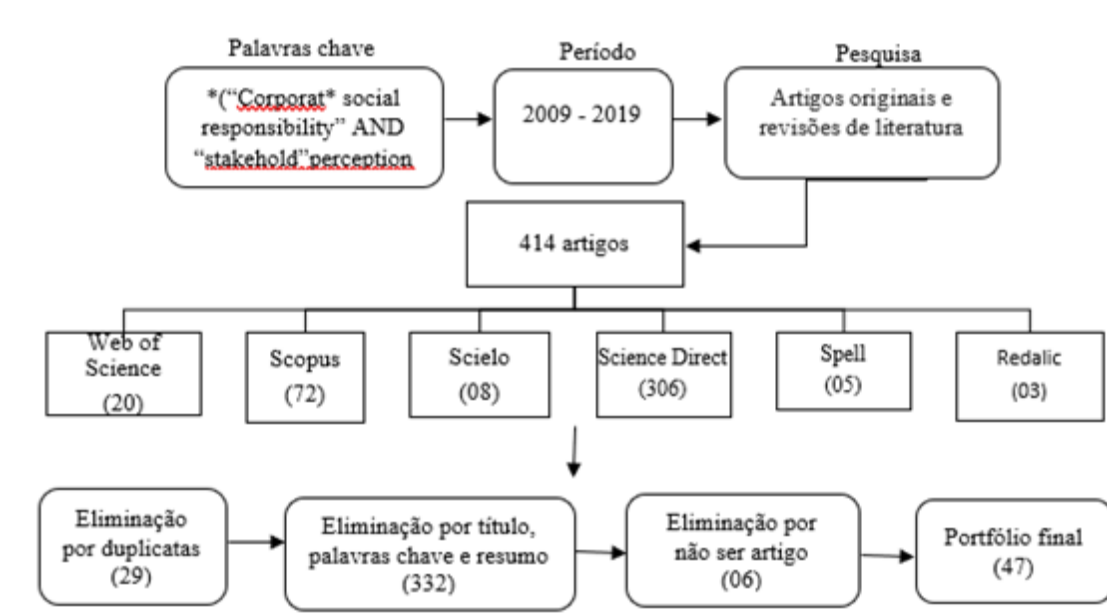 Palavras chave
Período
Pesquisa
*(“Corporat* social
responsibility” AND
“stakehold”perception
2009 - 2019
Artigos originais e
revisões de literatura
414 artigos
Web of
Science
(20)
Scopus
(72)
Scielo
(08)
Science Direct
(306)
Spell
(05)
Redalic
(03)
Eliminação
por duplicatas
(29)
Eliminação por título,
palavras chave e resumo
(332)
Eliminação por
não ser artigo
(06)
Portfólio final
(47)